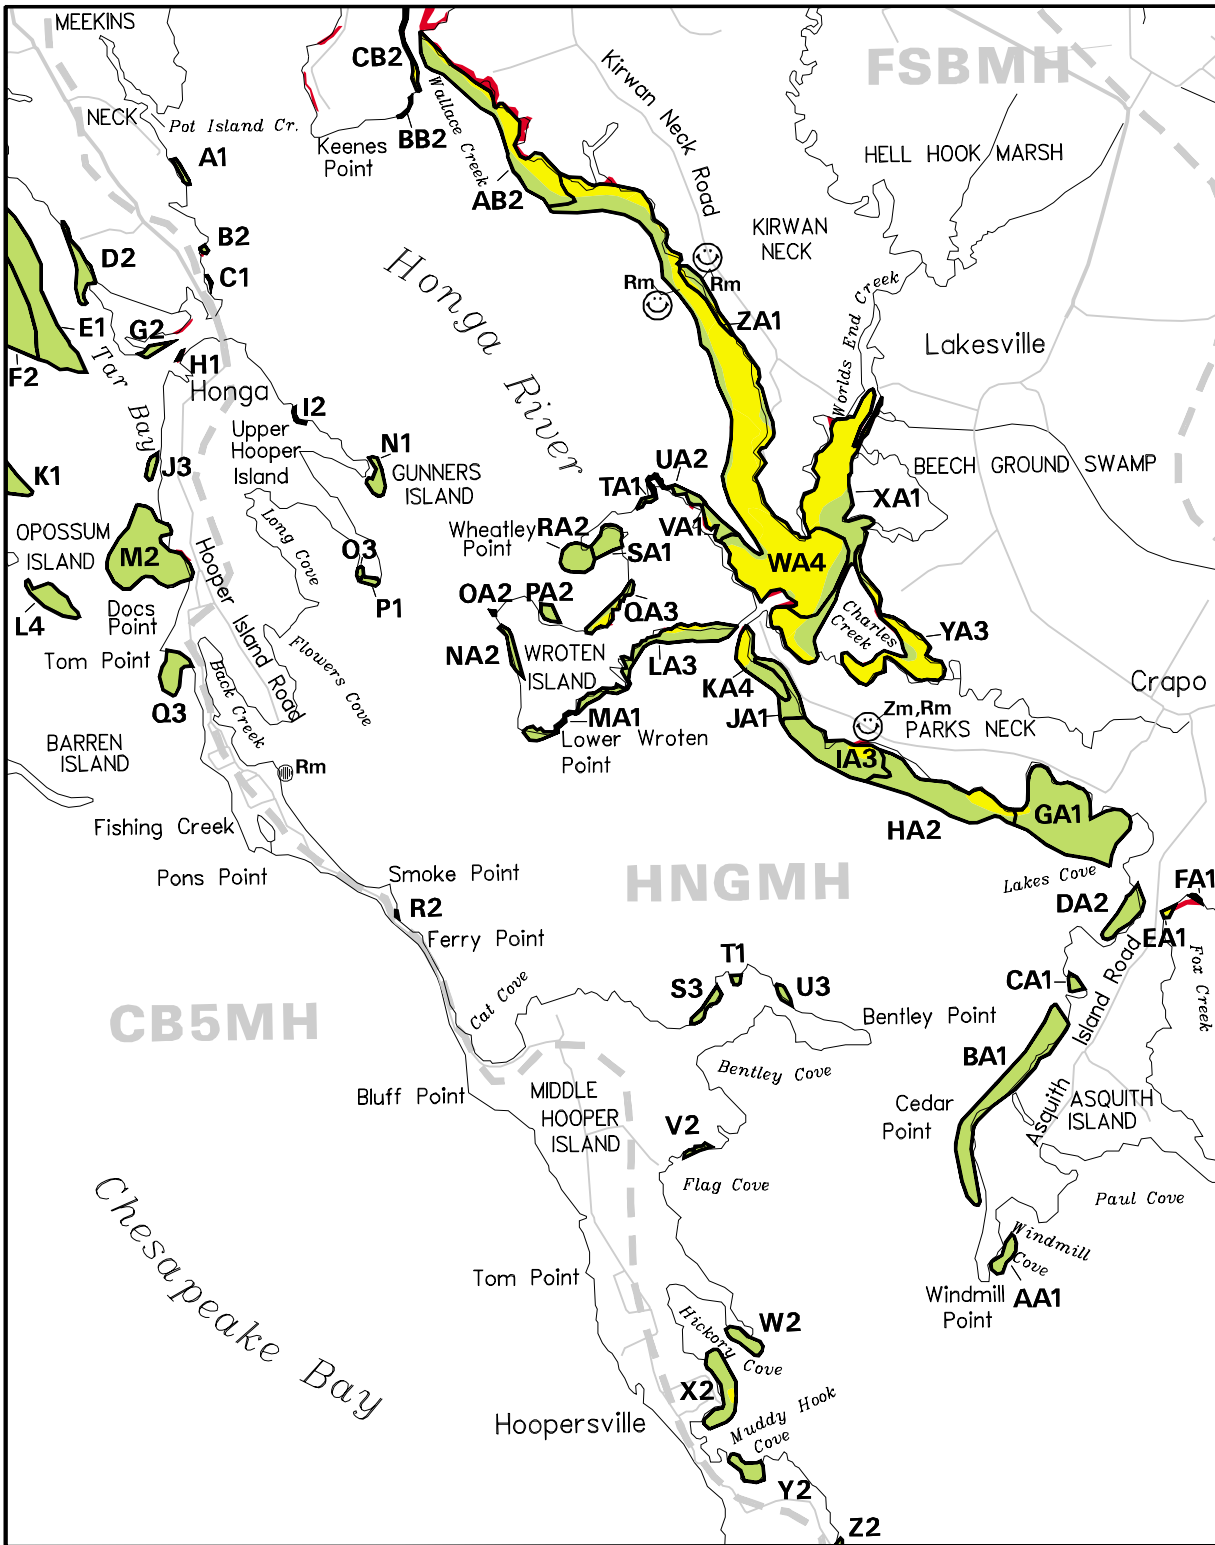 MEEKINS
NECK
Pot Island Cr.
A1
CB2
BB2
Keenes
Point
Wallace Creek
AB2
Kirwan Neck Road
FSBMH
HELL HOOK MARSH
KIRWAN
NECK
B2
C1
D2
E1
F2
G2
H1
Tar Bay
Honga
I2
Upper
Hooper
Island
N1
GUNNERS
ISLAND
Honga River
Rm
Rm
ZA1
Worlds End Creek
Lakesville
BEECH GROUND SWAMP
XA1
K1
J3
OPOSSUM
ISLAND
M2
L4
Docs
Point
Tom Point
Q3
Long Cove
O3
P1
Hooper Island Road
Flowers Cove
Back Creek
BARREN
ISLAND
Rm
UA2
TA1
VA1
Wheatley
Point
RA2
SA1
WA4
OA2
PA2
QA3
NA2
WROTEN
ISLAND
LA3
MA1
Lower Wroten
Point
KA4
JA1
Charles
Creek
YA3
Crapo
Zm,Rm
PARKS NECK
IA3
HA2
GA1
Fishing Creek
Pons Point
Smoke Point
R2
Ferry Point
HNGMH
Lakes Cove
DA2
FA1
EA1
Fox Creek
CB5MH
Cat Cove
S3
T1
U3
CA1
Bentley Point
BA1
Asquith Island Road
Bentley Cove
Bluff Point
MIDDLE
HOOPER
ISLAND
Cedar
Point
ASQUITH
ISLAND
V2
Flag Cove
Paul Cove
Chesapeake Bay
Tom Point
Windmill
Cove
Windmill
Point
AA1
W2
Hickory
Cove
X2
Hoopersville
Muddy Hook
Cove
Y2
Z2